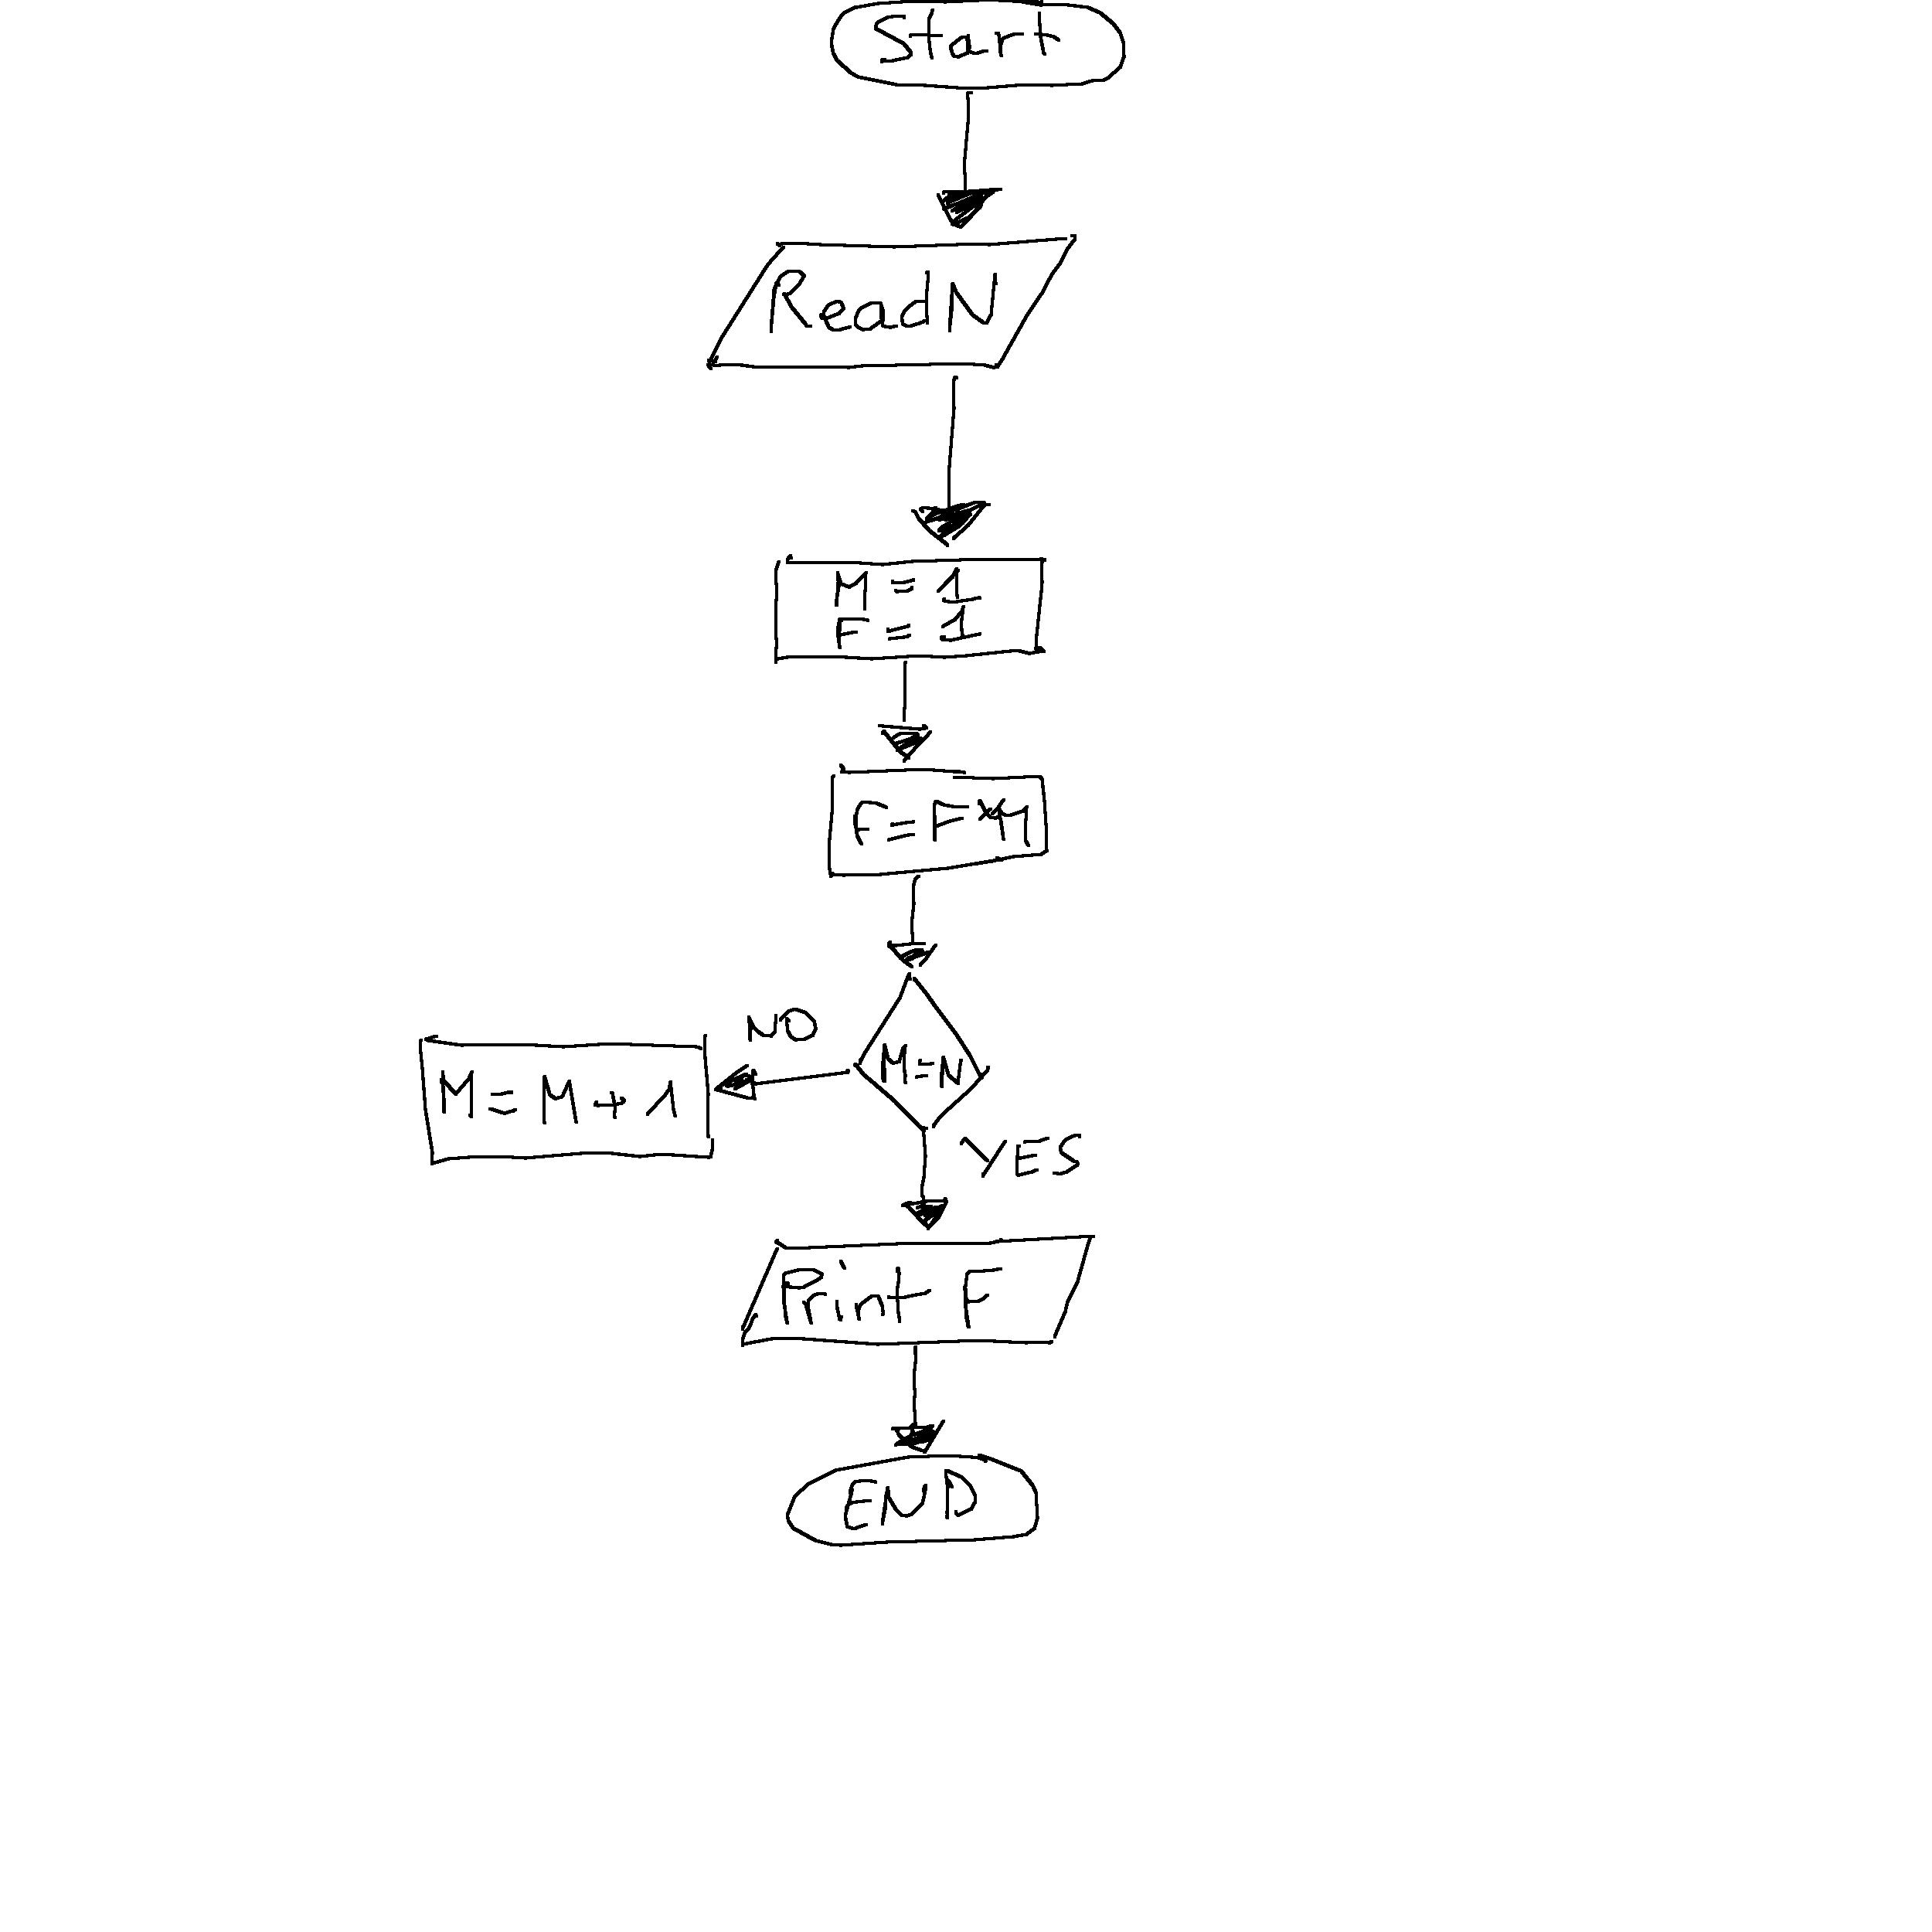 Start
Read N
M = 1
F = 1
F = F * M
NO
M = N
M = M + 1
YES
Print F
END